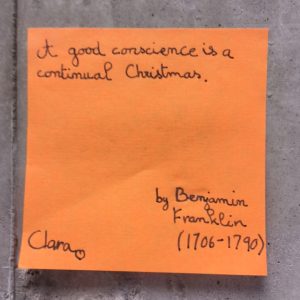 A good conscience is a
continual Christmas.
by Benjamin
Franklin
(1706-1790)
Clara